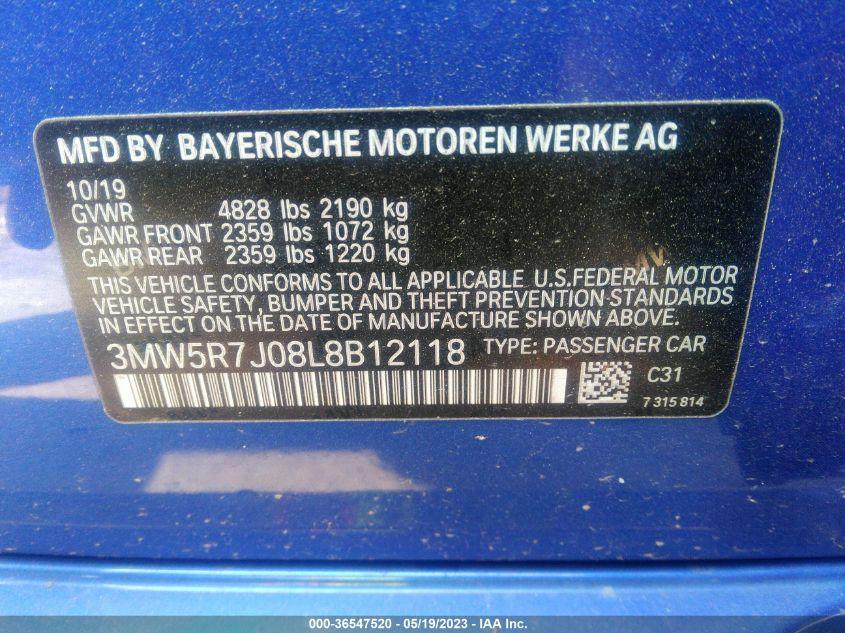 MFD BY BAYERISCHE MOTOREN WERKE AG
10/19
GVWR 4828 lbs 2190 kg
GAWR FRONT 2359 lbs 1072 kg
GAWR REAR 2359 lbs 1220 kg
THIS VEHICLE CONFORMS TO ALL APPLICABLE U.S.FEDERAL MOTOR
VEHICLE SAFETY, BUMPER AND THEFT PREVENTION STANDARDS
IN EFFECT ON THE DATE OF MANUFACTURE SHOWN ABOVE.
3MW5R7J08L8B12118 TYPE: PASSENGER CAR
C31
7 315 814
000-36547520 - 05/19/2023 - IAA Inc.